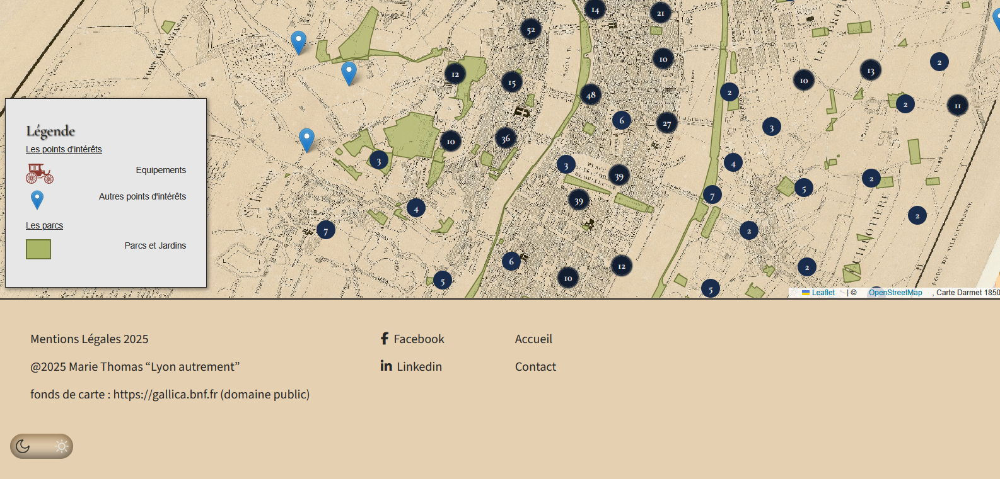 14
21
52
10
2
13
12
15
10
48
2
2
11
6
27
3
10
36
3
3
4
39
2
5
7
39
4
2
7
2
6
12
2
10
5
5
Légende
Les points d'intérêts
Equipements
Autres points d'intérêts
Les parcs
Parcs et Jardins
Leaflet | © OpenStreetMap , Carte Darmet 1850
Mentions Légales 2025
@2025 Marie Thomas “Lyon autrement”
fonds de carte : https://gallica.bnf.fr (domaine public)
Facebook
Linkedin
Accueil
Contact